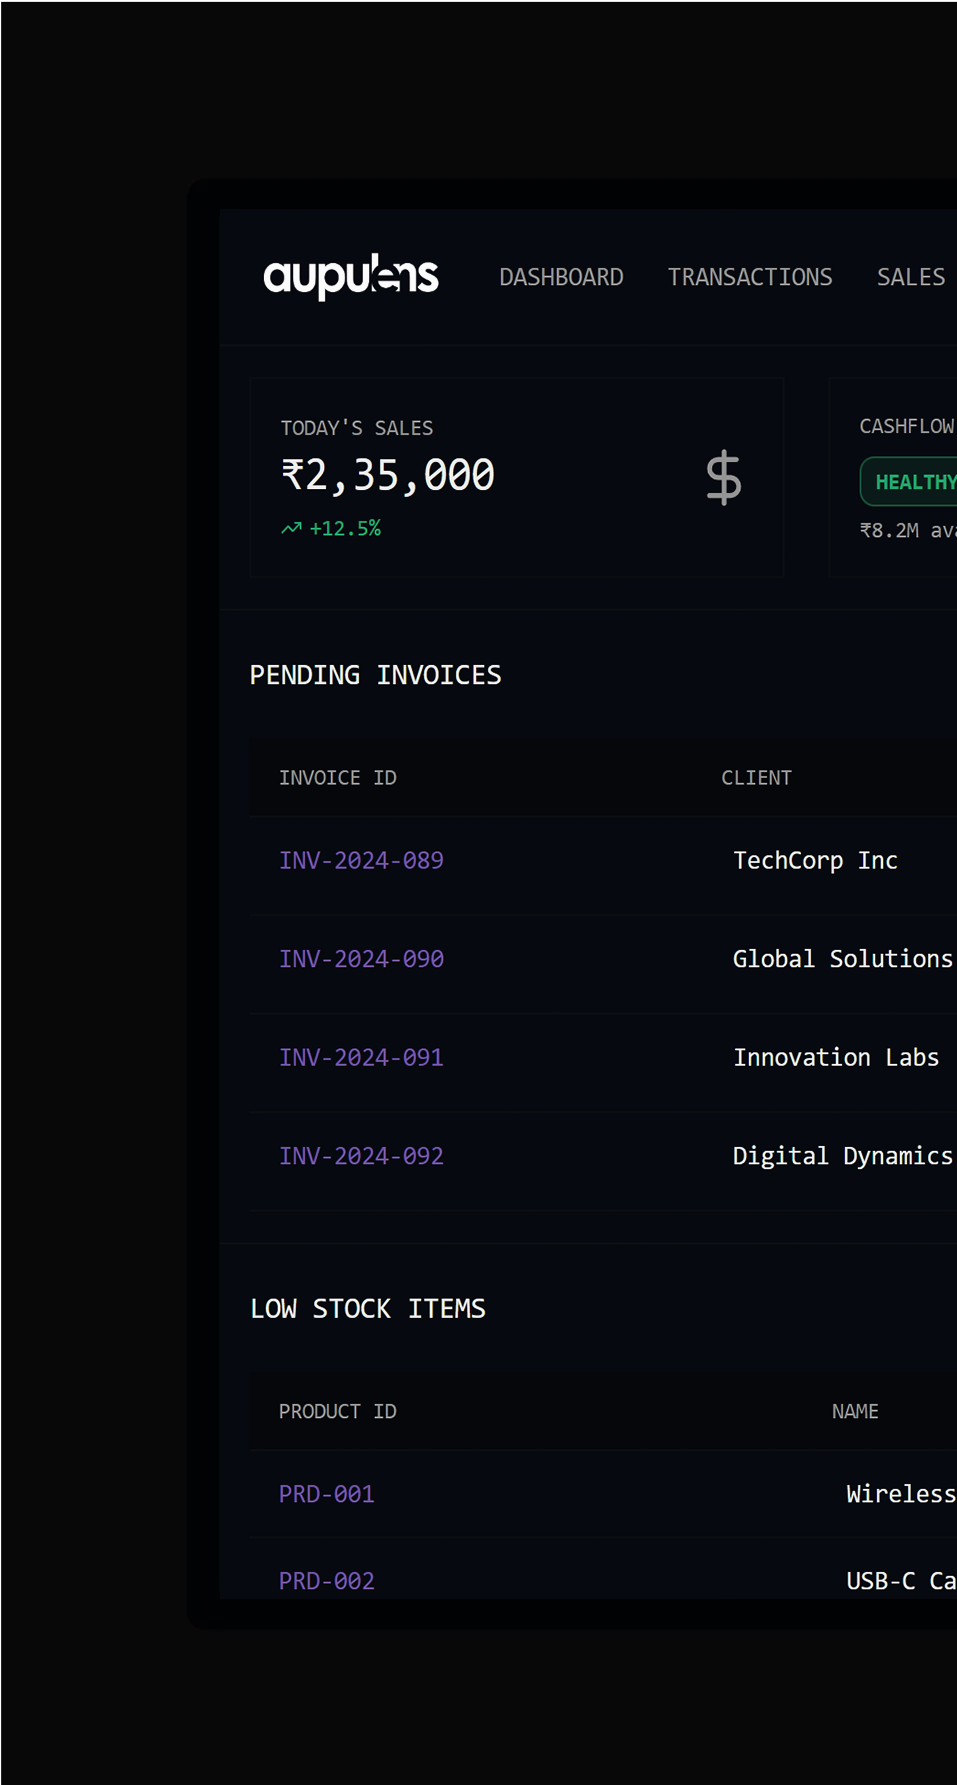 aupulens DASHBOARD TRANSACTIONS SALES
TODAY'S SALES
₹2,35,000
+12.5%
$
CASHFLOW
HEALTHY
₹8.2M ava
PENDING INVOICES
INVOICE ID CLIENT
INV-2024-089 TechCorp Inc
INV-2024-090 Global Solutions
INV-2024-091 Innovation Labs
INV-2024-092 Digital Dynamics
LOW STOCK ITEMS
PRODUCT ID NAME
PRD-001 Wireless
PRD-002 USB-C Ca